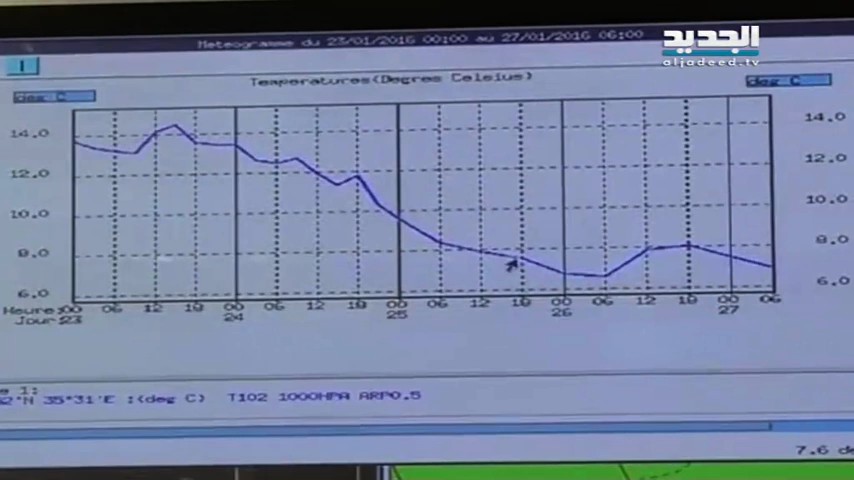 Meteogramme du 23/01/2016 00:00 au 27/01/2016 06:00
الجديد
aljadeed.tv
Temperatures(Degres Celsius)
deg C
deg C
14.0
12.0
10.0
8.0
6.0
14.0
12.0
10.0
8.0
6.0
Heure:00 06 12 18 00 06 12 18 00 06 12 18 00 06 12 18 00 06
Jour:23 24 25 26 27
1:
2°N 35°31'E :(deg C) T102 1000HPA ARP0.5
7.6